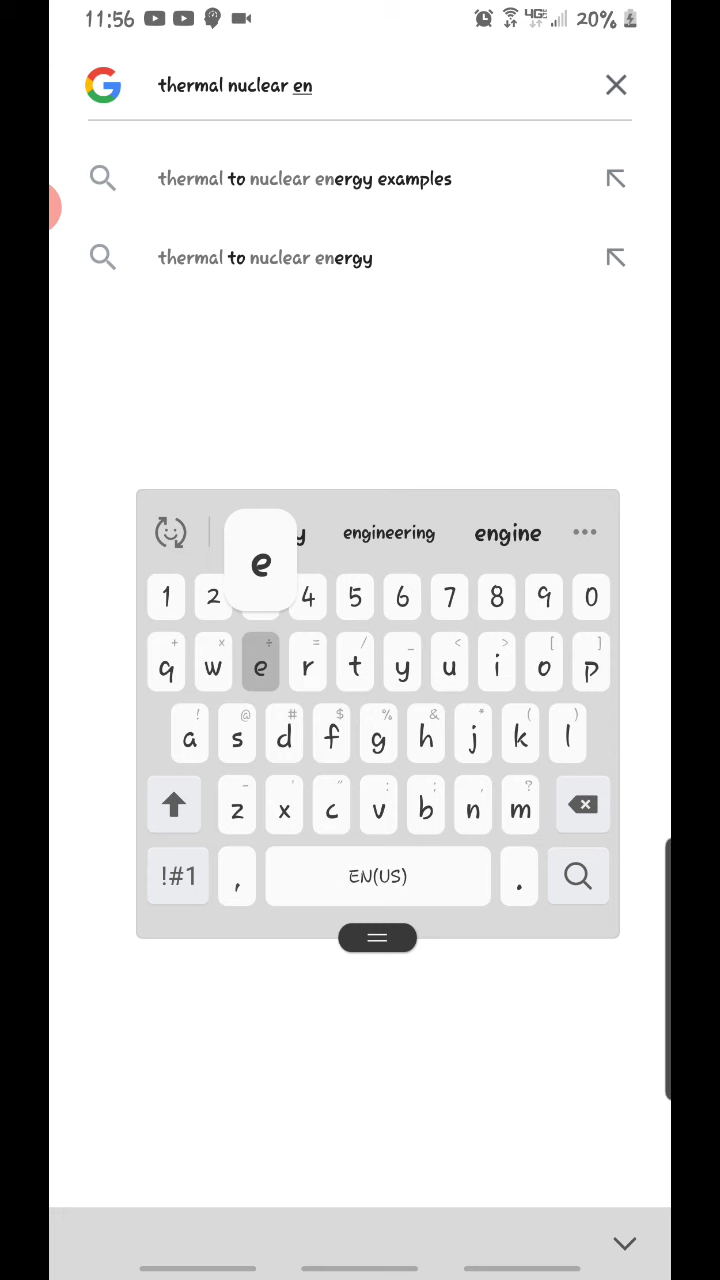 11:56 4GE 20%
thermal nuclear en
thermal to nuclear energy examples
thermal to nuclear energy
e y engineering engine
1 2 4 5 6 7 8 9 0
+ × ÷ = / _ < > [ ]
q w e r t y u i o p
! @ # $ % & * ( )
a s d f g h j k l
- ' " : ; , ?
z x c v b n m
!#1 , EN(US) .